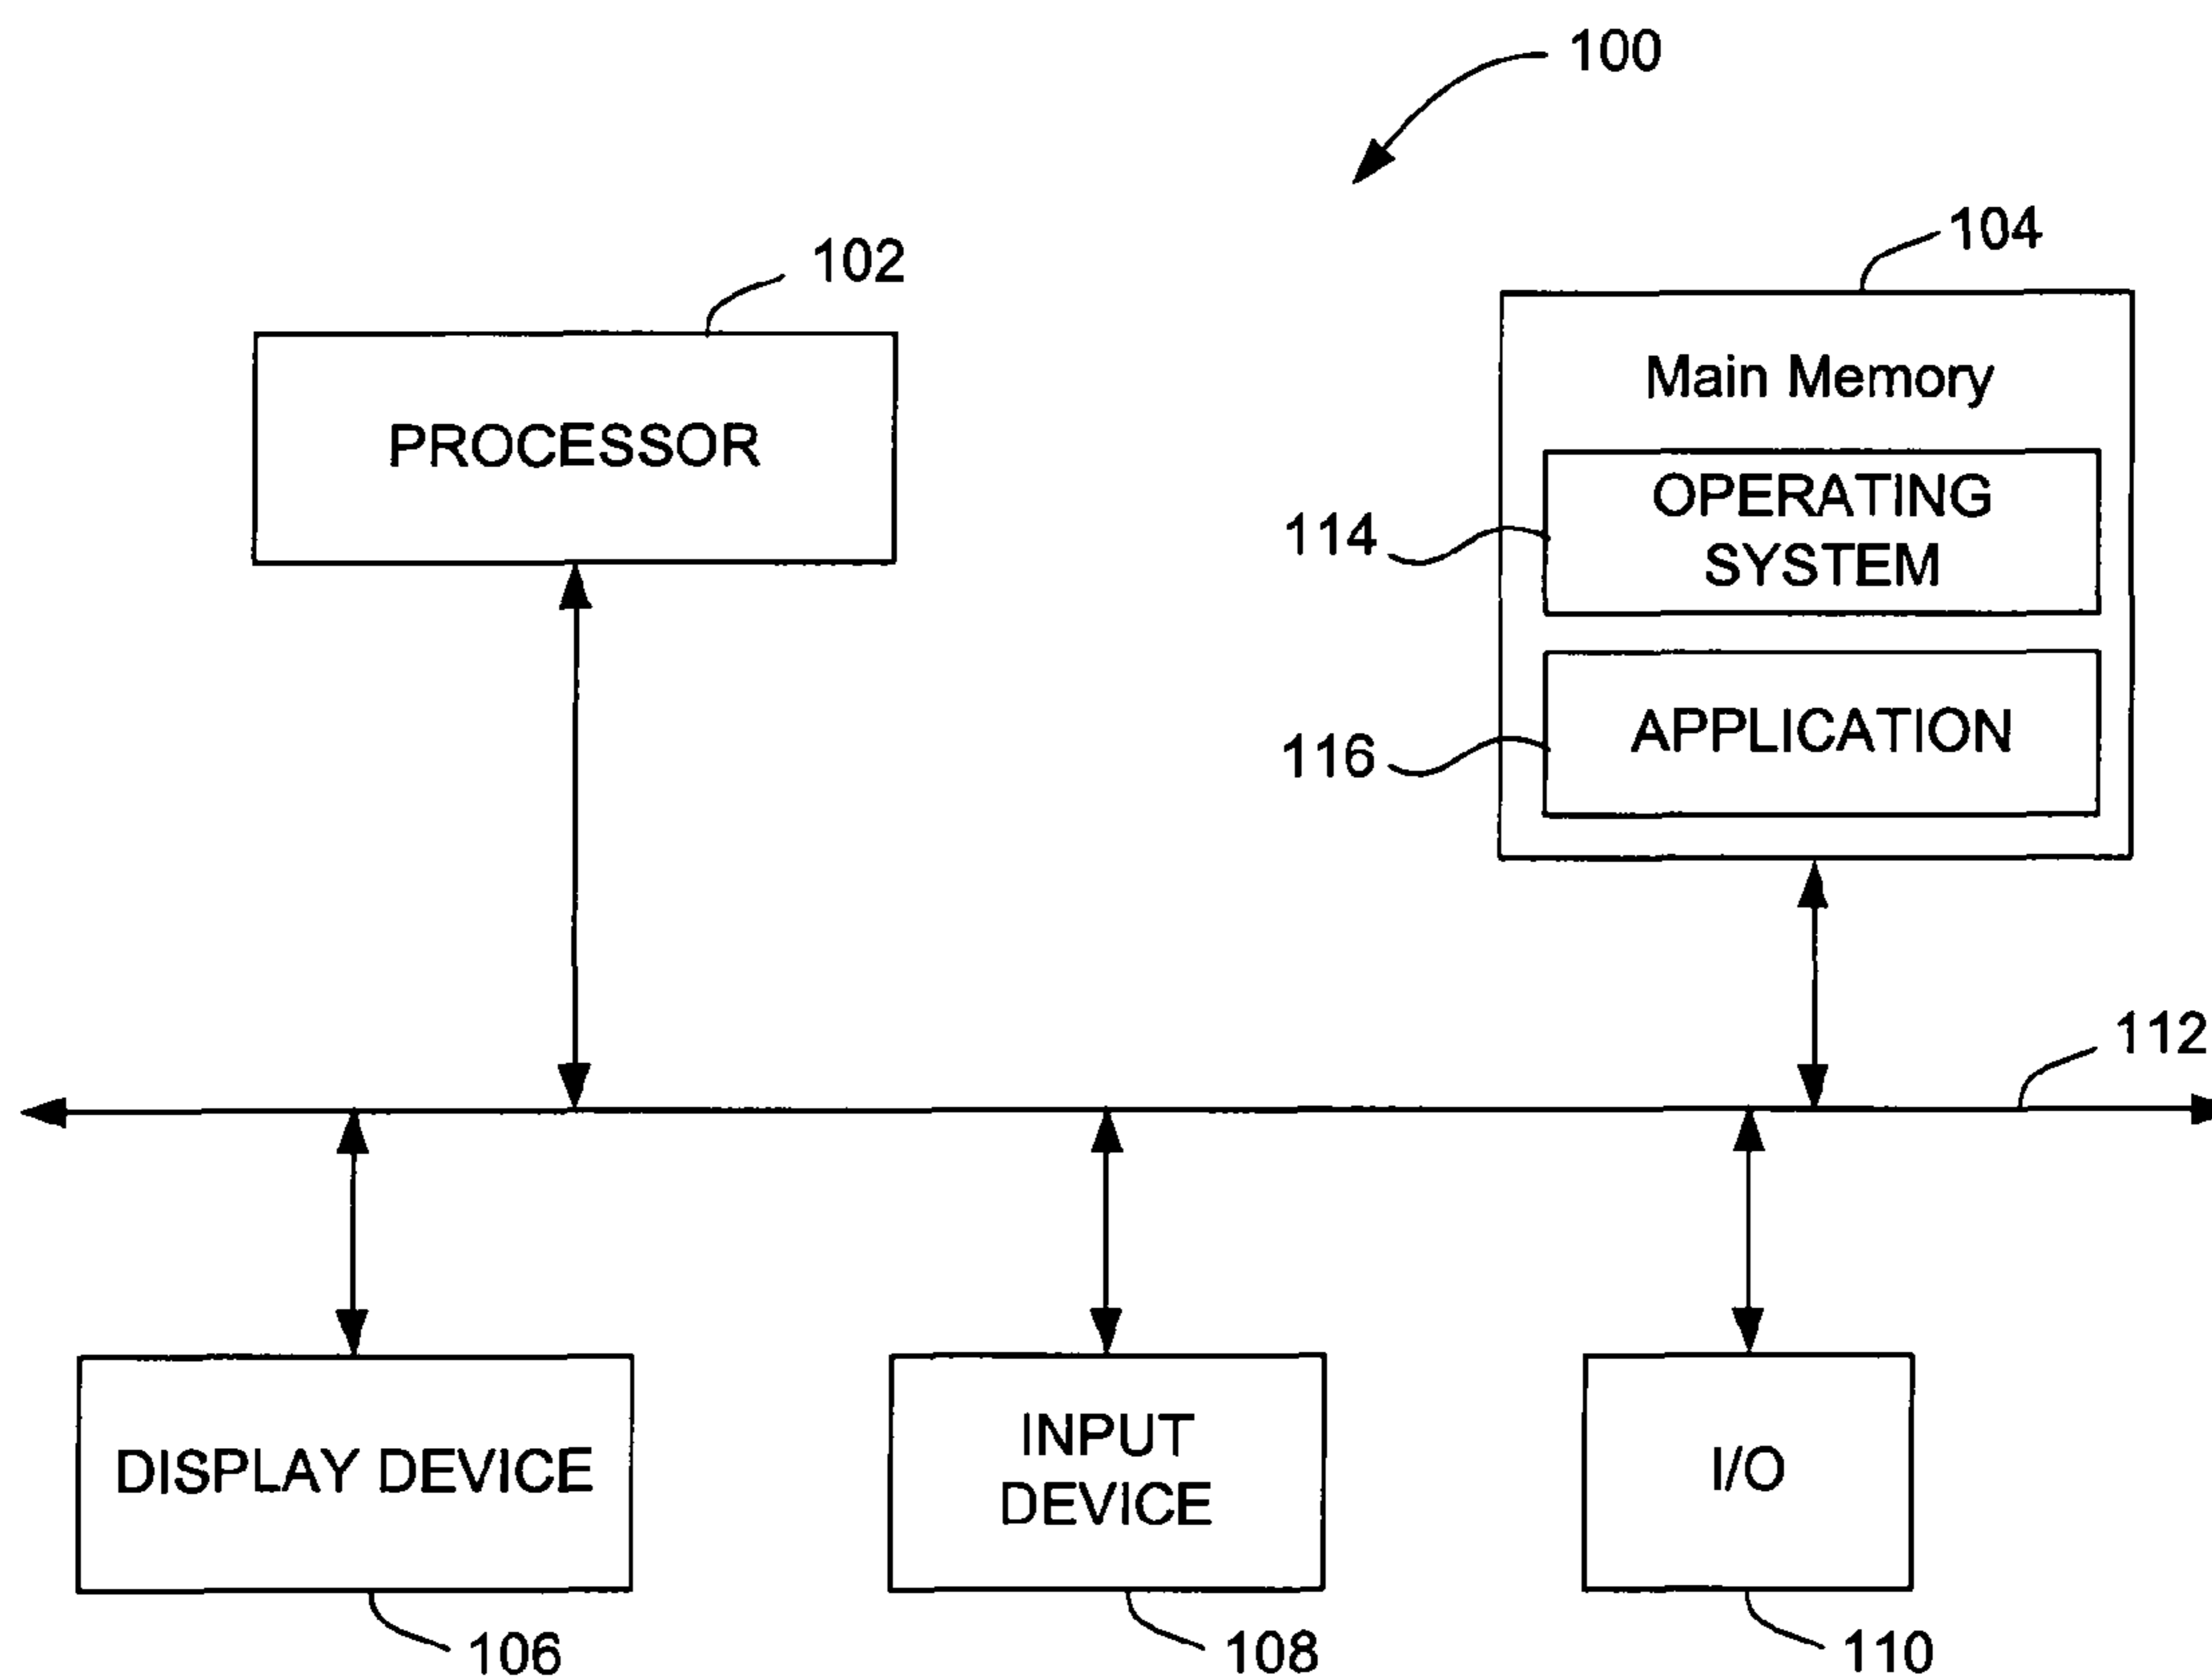 100
102
104
PROCESSOR
Main Memory
OPERATING
SYSTEM
114
APPLICATION
116
112
DISPLAY DEVICE
INPUT
DEVICE
I/O
106
108
110